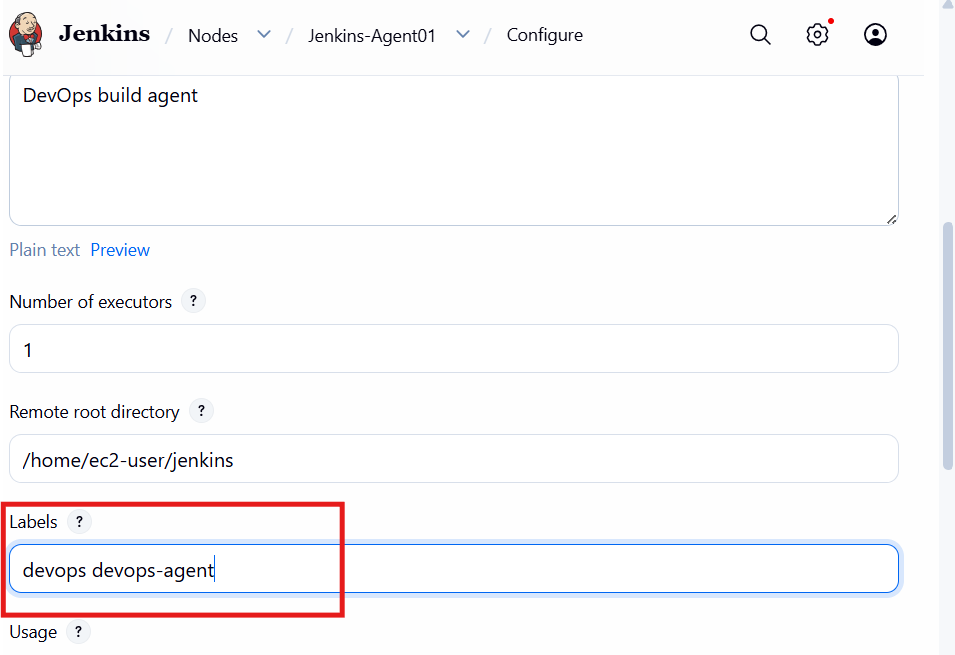 Jenkins / Nodes / Jenkins-Agent01 / Configure
DevOps build agent
Plain text Preview
Number of executors ?
1
Remote root directory ?
/home/ec2-user/jenkins
Labels ?
devops devops-agent
Usage ?